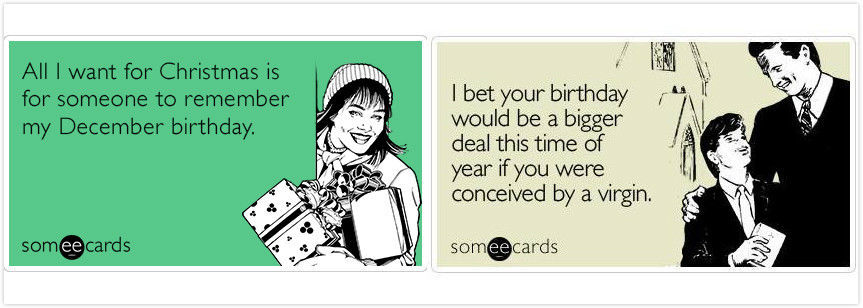 All I want for Christmas is
for someone to remember
my December birthday.
someecards
I bet your birthday
would be a bigger
deal this time of
year if you were
conceived by a virgin.
someecards